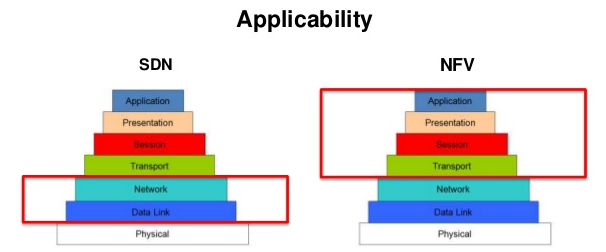 Applicability
SDN
Application
Presentation
Session
Transport
Network
Data Link
Physical
NFV
Application
Presentation
Session
Transport
Network
Data Link
Physical